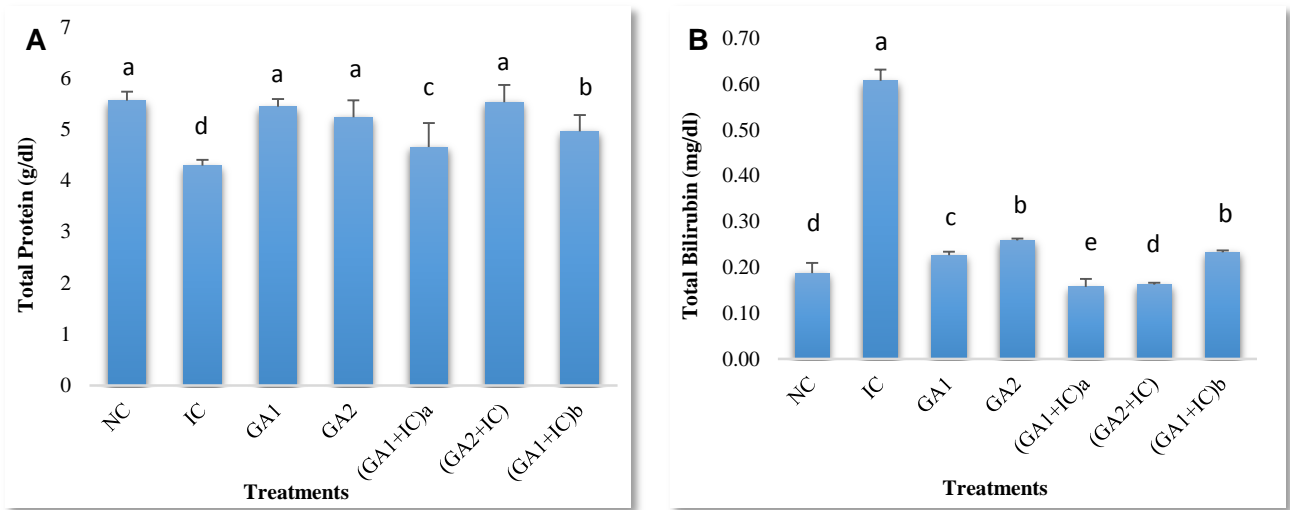 A
Total Protein (g/dl)
7
6
5
4
3
2
1
0
a
d
a
a
c
a
b
NC
IC
GA1
GA2
(GA1+IC)a
(GA2+IC)
(GA1+IC)b
Treatments
B
Total Bilirubin (mg/dl)
0.70
0.60
0.50
0.40
0.30
0.20
0.10
0.00
d
a
c
b
e
d
b
NC
IC
GA1
GA2
(GA1+IC)a
(GA2+IC)
(GA1+IC)b
Treatments